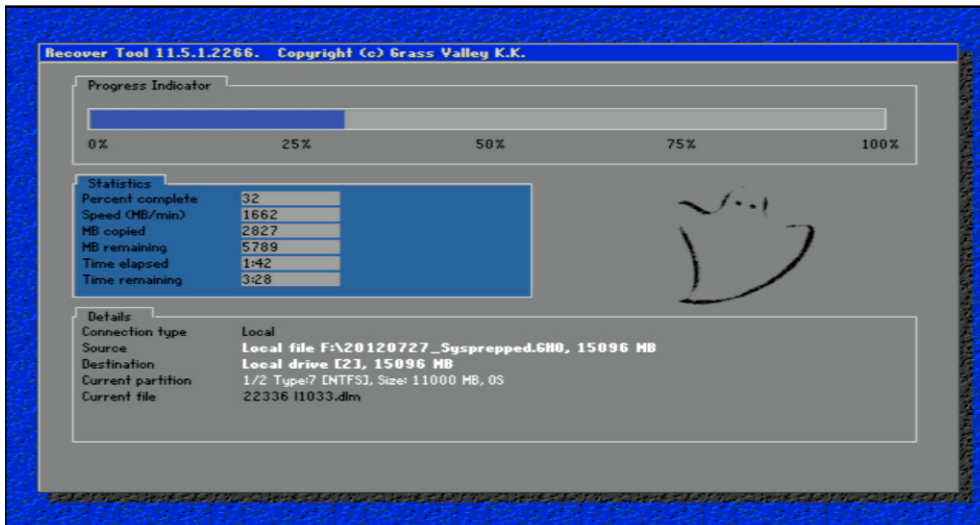 Recover Tool 11.5.1.2266.   Copyright (c) Grass Valley K.K.
Progress Indicator
0%   25%   50%   75%   100%
Statistics
Percent complete   32
Speed (MB/min)   1662
MB copied   2827
MB remaining   5789
Time elapsed   1:42
Time remaining   3:28
Details
Connection type   Local
Source   Local file F:\20120727_Sysprepped.GHO, 15096 MB
Destination   Local drive [2], 15096 MB
Current partition   1/2 Type:7 [NTFS], Size: 11000 MB, OS
Current file   22336 l1033.dlm